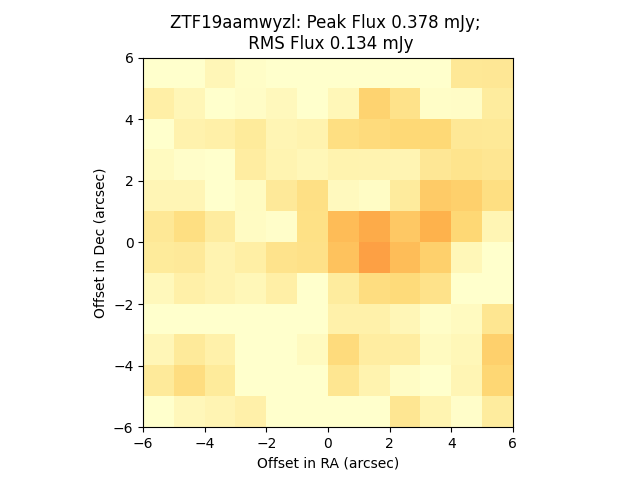 ZTF19aamwyzl: Peak Flux 0.378 mJy;
RMS Flux 0.134 mJy
6
4
2
0
−2
−4
−6
Offset in Dec (arcsec)
−6 −4 −2 0 2 4 6
Offset in RA (arcsec)